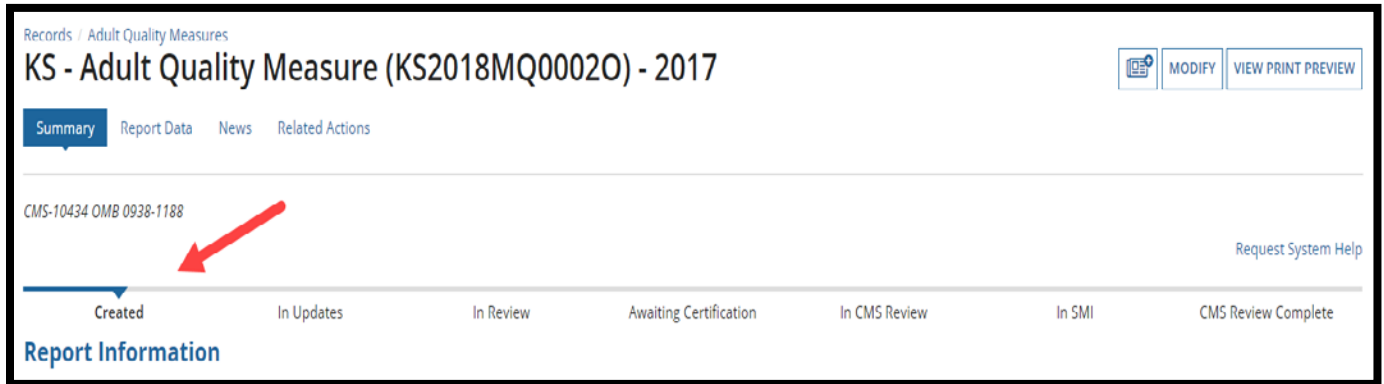 Records / Adult Quality Measures
KS - Adult Quality Measure (KS2018MQ0002O) - 2017
MODIFY VIEW PRINT PREVIEW
Summary Report Data News Related Actions
CMS-10434 OMB 0938-1188
Request System Help
Created In Updates In Review Awaiting Certification In CMS Review In SMI CMS Review Complete
Report Information